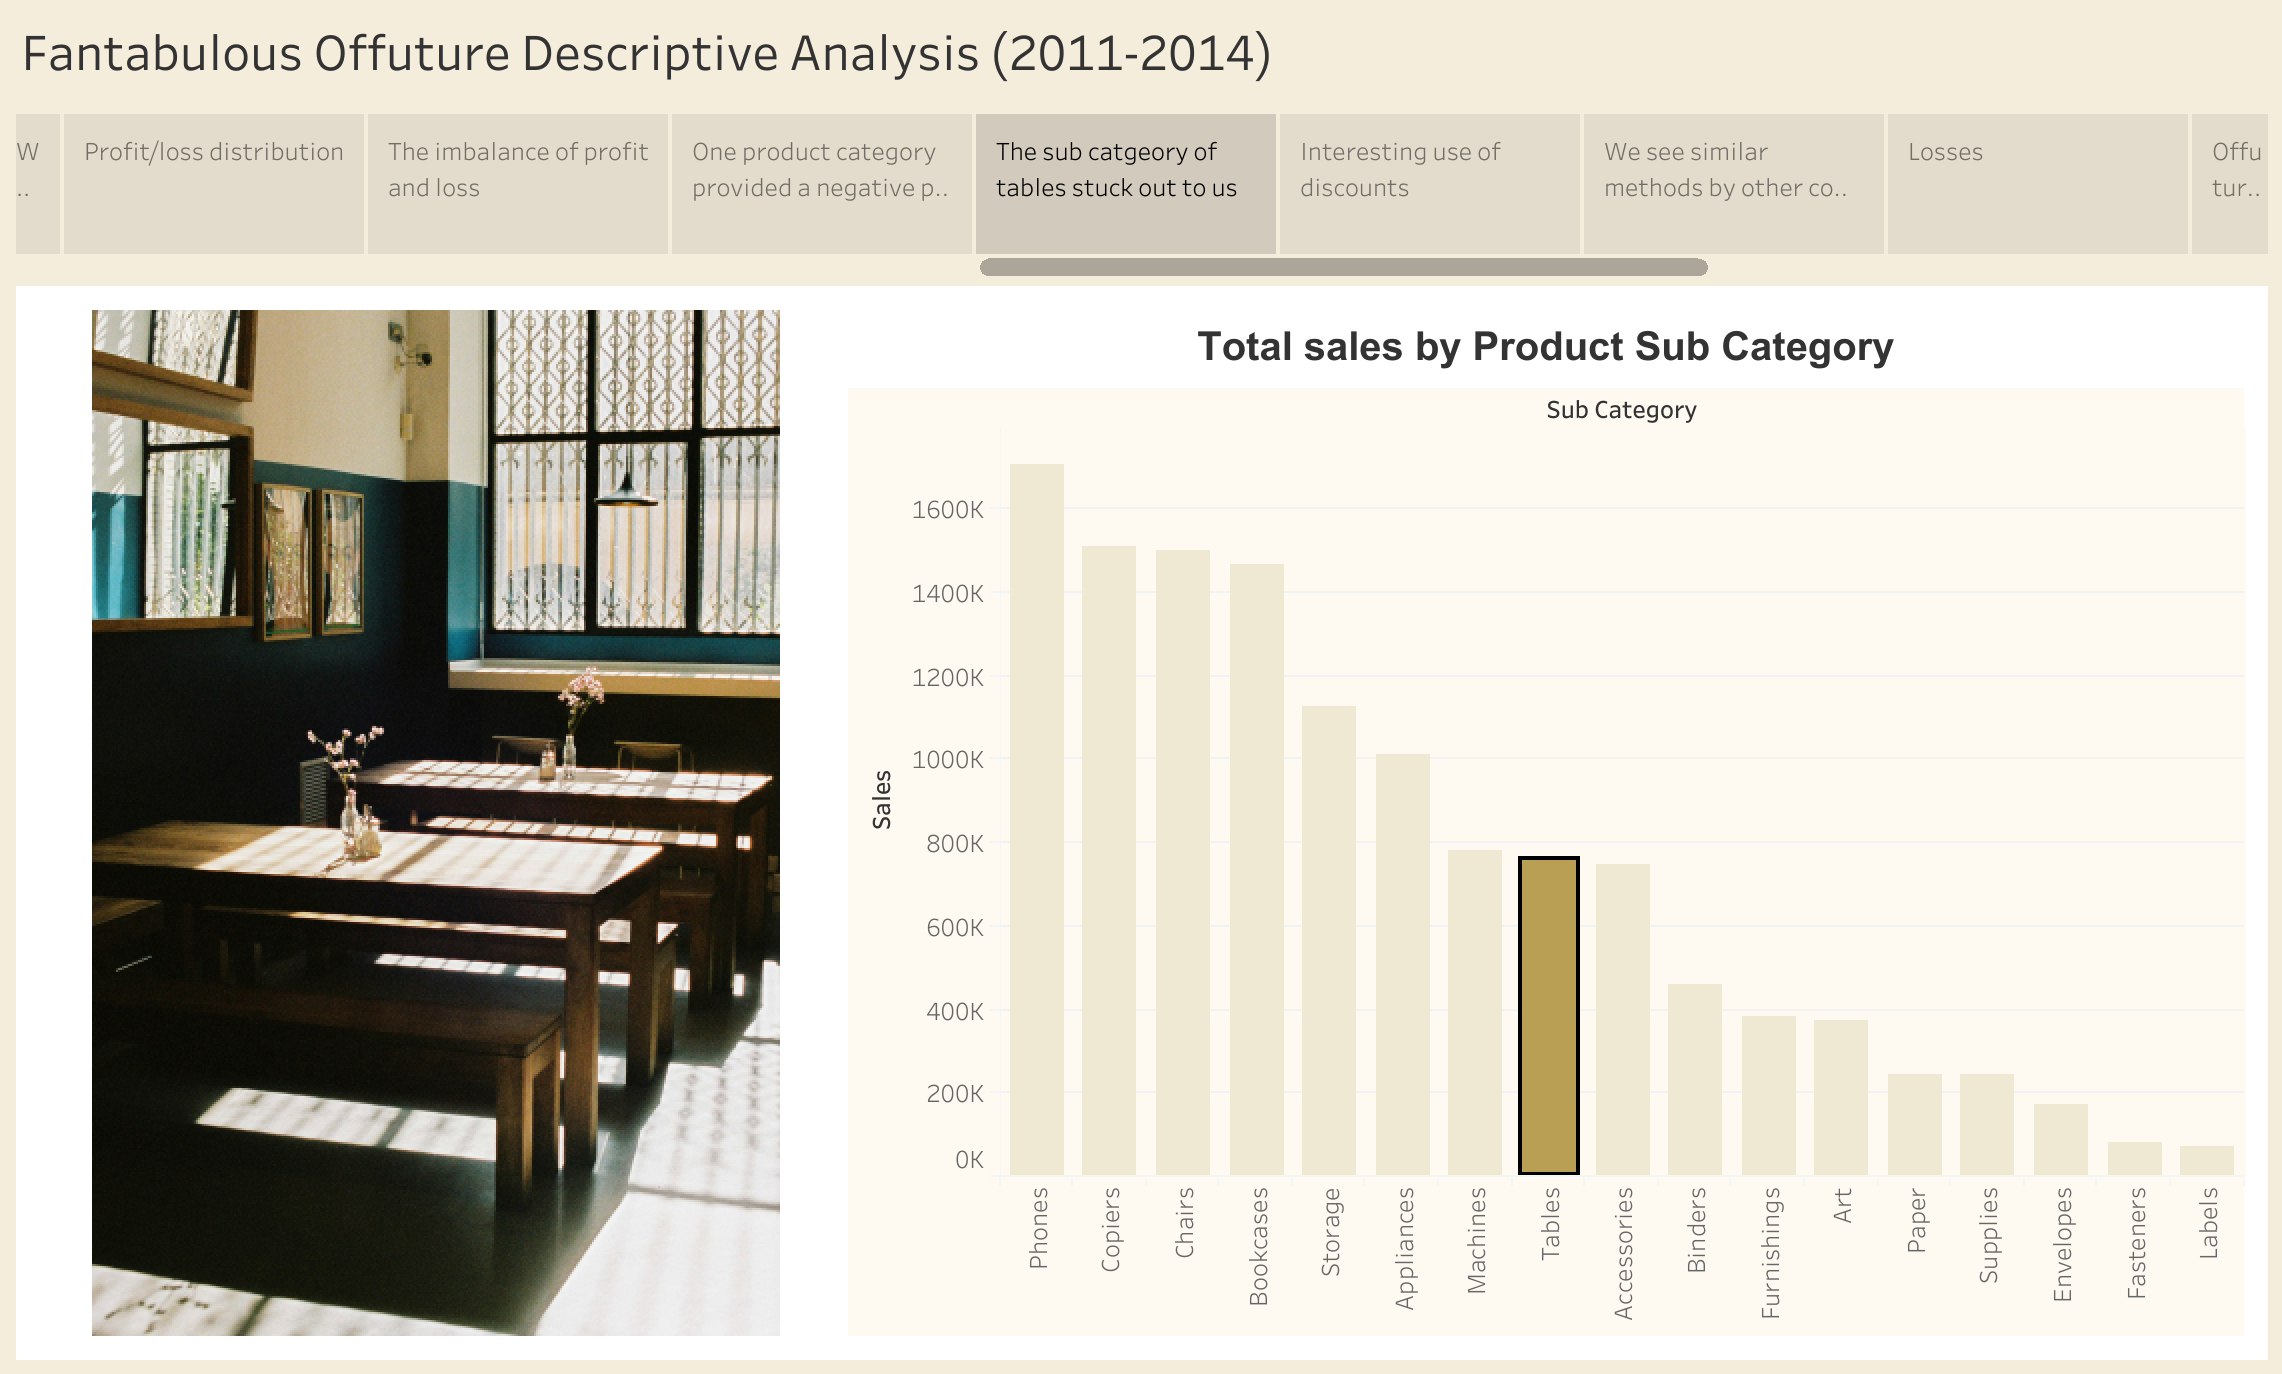 Fantabulous Offuture Descriptive Analysis (2011-2014)
W
..
Profit/loss distribution
The imbalance of profit
and loss
One product category
provided a negative p..
The sub catgeory of
tables stuck out to us
Interesting use of
discounts
We see similar
methods by other co..
Losses
Offu
tur..
Total sales by Product Sub Category
Sub Category
Sales
1600K
1400K
1200K
1000K
800K
600K
400K
200K
0K
Phones
Copiers
Chairs
Bookcases
Storage
Appliances
Machines
Tables
Accessories
Binders
Furnishings
Art
Paper
Supplies
Envelopes
Fasteners
Labels